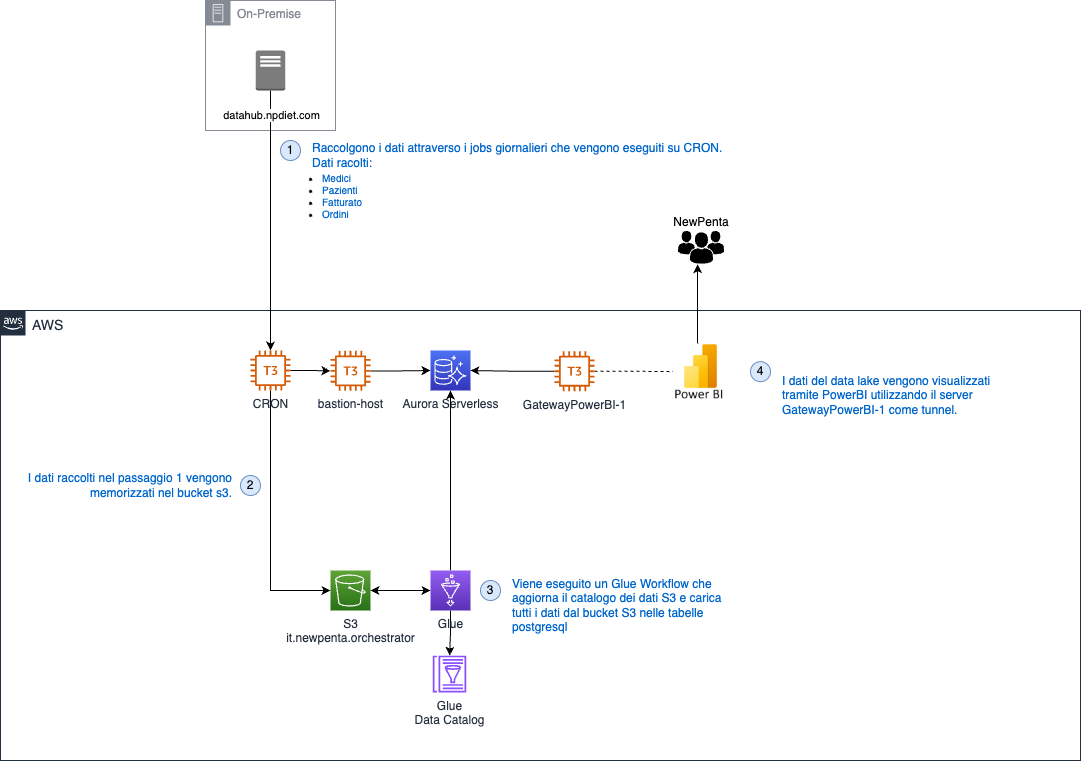 On-Premise
datahub.npdiet.com
1
Raccolgono i dati attraverso i jobs giornalieri che vengono eseguiti su CRON.
Dati racolti:
Medici
Pazienti
Fatturato
Ordini
NewPenta
aws
AWS
T3
T3
T3
CRON
bastion-host
Aurora Serverless
GatewayPowerBI-1
Power BI
4
I dati del data lake vengono visualizzati
tramite PowerBI utilizzando il server
GatewayPowerBI-1 come tunnel.
I dati raccolti nel passaggio 1 vengono
memorizzati nel bucket s3.
2
S3
it.newpenta.orchestrator
Glue
3
Viene eseguito un Glue Workflow che
aggiorna il catalogo dei dati S3 e carica
tutti i dati dal bucket S3 nelle tabelle
postgresql
Glue
Data Catalog